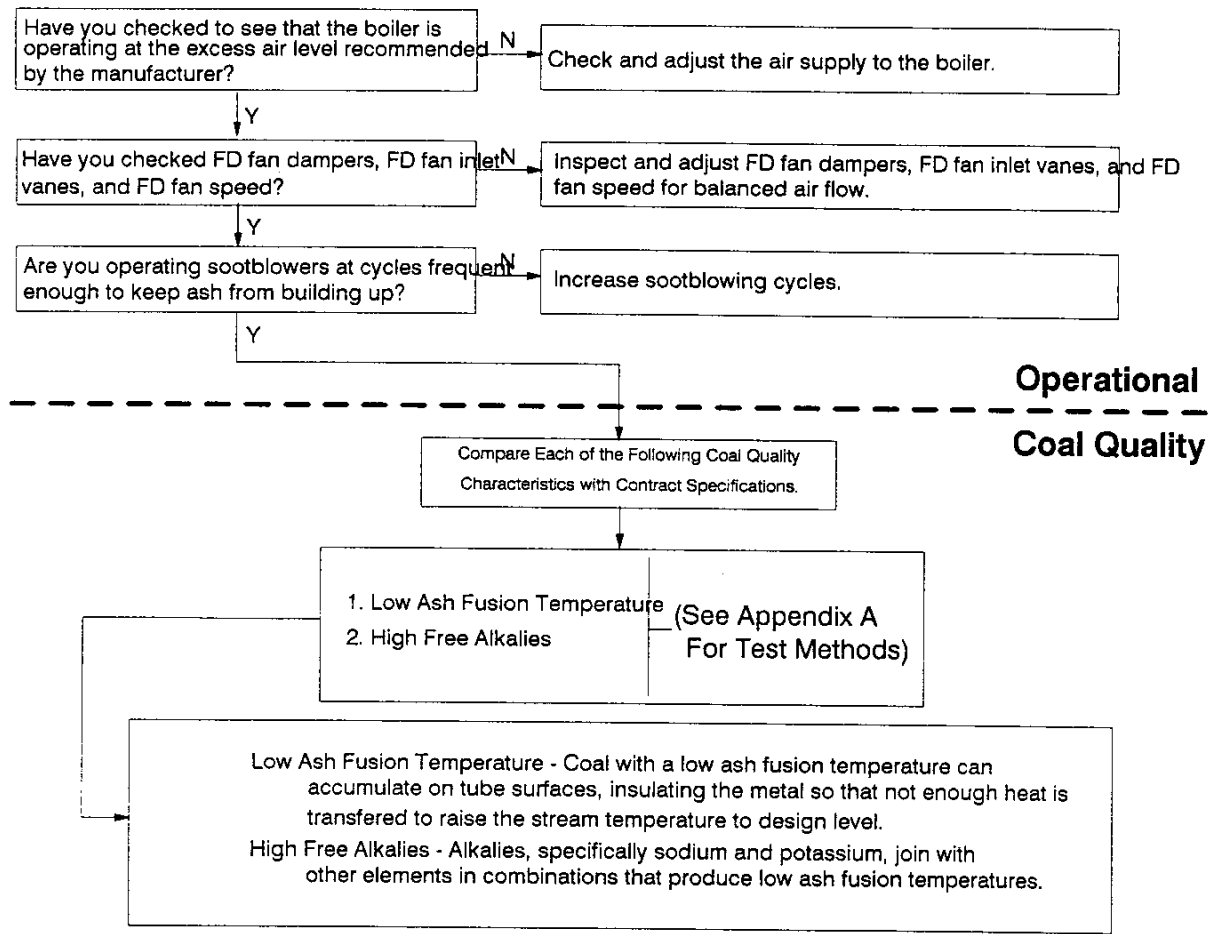 Have you checked to see that the boiler is
operating at the excess air level recommended
by the manufacturer?
N
Check and adjust the air supply to the boiler.
Y
Have you checked FD fan dampers, FD fan inlet
vanes, and FD fan speed?
N
Inspect and adjust FD fan dampers, FD fan inlet vanes, and FD
fan speed for balanced air flow.
Y
Are you operating sootblowers at cycles frequent
enough to keep ash from building up?
N
Increase sootblowing cycles.
Y
Operational
Coal Quality
Compare Each of the Following Coal Quality
Characteristics with Contract Specifications.
1. Low Ash Fusion Temperature
2. High Free Alkalies
(See Appendix A
For Test Methods)
Low Ash Fusion Temperature - Coal with a low ash fusion temperature can
accumulate on tube surfaces, insulating the metal so that not enough heat is
transfered to raise the stream temperature to design level.
High Free Alkalies - Alkalies, specifically sodium and potassium, join with
other elements in combinations that produce low ash fusion temperatures.